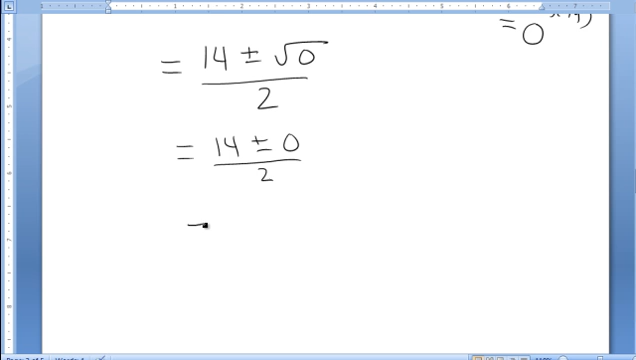 = 0
= 14 ± √0
2
= 14 ± 0
2